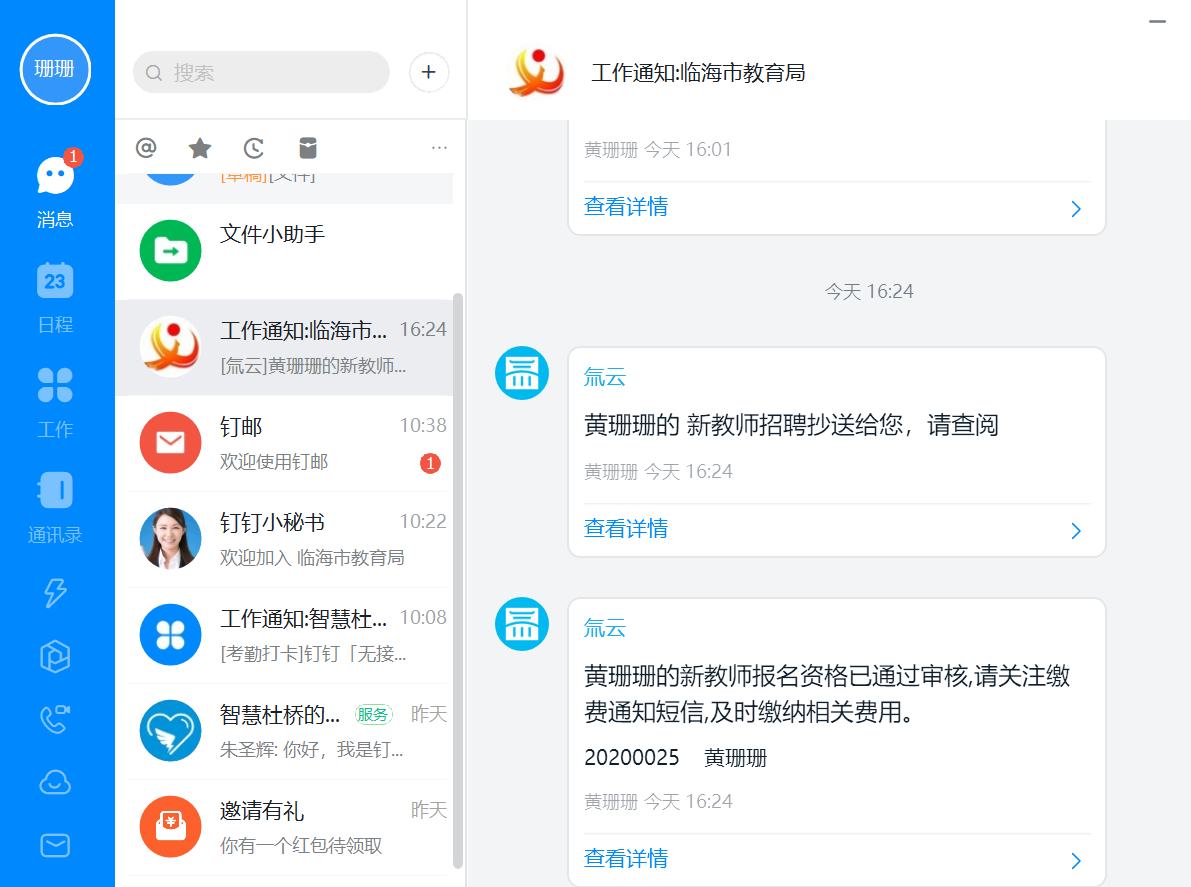 珊珊
1
消息
23
日程
工作
通讯录
搜索
[草稿][文件]
文件小助手
工作通知:临海市... 16:24
[氚云]黄珊珊的新教师...
钉邮 10:38
欢迎使用钉邮 1
钉钉小秘书 10:22
欢迎加入 临海市教育局
工作通知:智慧杜... 10:08
[考勤打卡]钉钉「无接...
智慧杜桥的... 服务 昨天
朱圣辉: 你好，我是钉...
邀请有礼 昨天
你有一个红包待领取
工作通知:临海市教育局
黄珊珊 今天 16:01
查看详情
今天 16:24
氚云
黄珊珊的 新教师招聘抄送给您，请查阅
黄珊珊 今天 16:24
查看详情
氚云
黄珊珊的新教师报名资格已通过审核,请关注缴
费通知短信,及时缴纳相关费用。
20200025 黄珊珊
黄珊珊 今天 16:24
查看详情